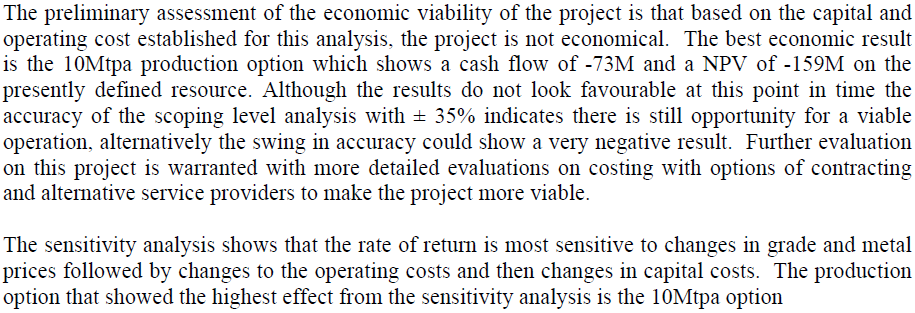 The preliminary assessment of the economic viability of the project is that based on the capital and
operating cost established for this analysis, the project is not economical.  The best economic result
is the 10Mtpa production option which shows a cash flow of -73M and a NPV of -159M on the
presently defined resource. Although the results do not look favourable at this point in time the
accuracy of the scoping level analysis with ± 35% indicates there is still opportunity for a viable
operation, alternatively the swing in accuracy could show a very negative result.  Further evaluation
on this project is warranted with more detailed evaluations on costing with options of contracting
and alternative service providers to make the project more viable.

The sensitivity analysis shows that the rate of return is most sensitive to changes in grade and metal
prices followed by changes to the operating costs and then changes in capital costs.  The production
option that showed the highest effect from the sensitivity analysis is the 10Mtpa option